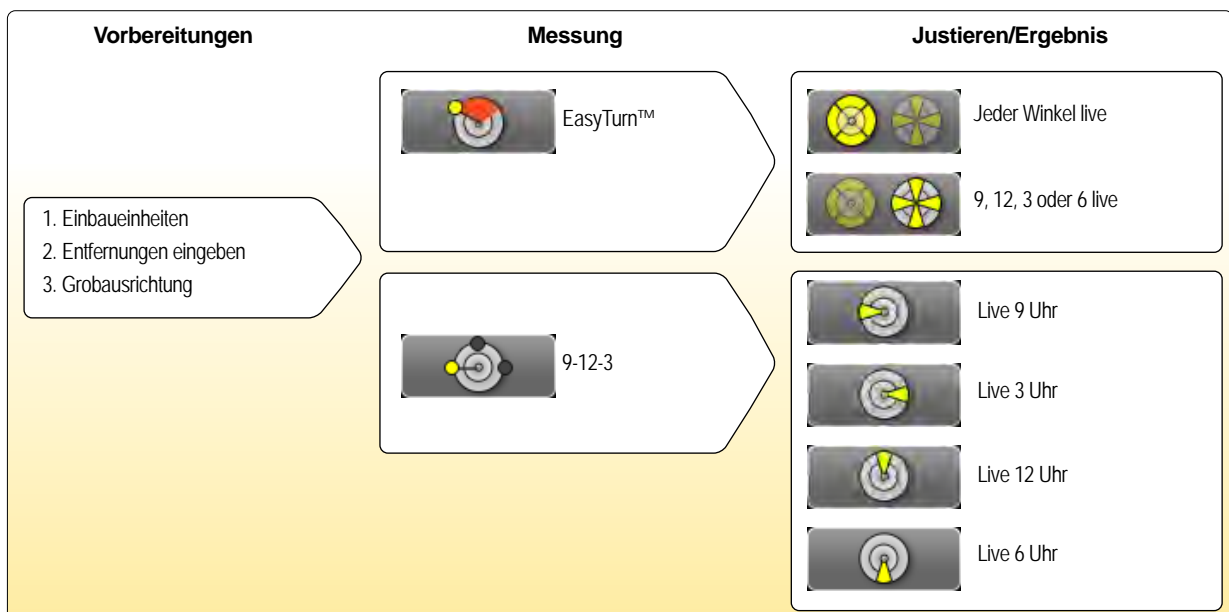 Vorbereitungen
Messung
Justieren/Ergebnis
1. Einbaueinheiten
2. Entfernungen eingeben
3. Grobausrichtung
EasyTurn™
9-12-3
Jeder Winkel live
9, 12, 3 oder 6 live
Live 9 Uhr
Live 3 Uhr
Live 12 Uhr
Live 6 Uhr